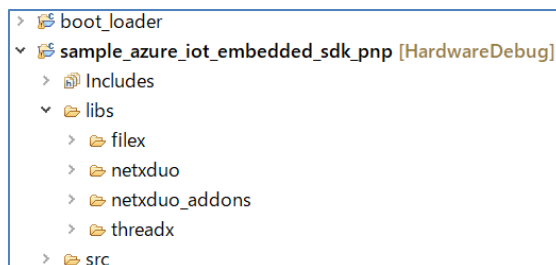 boot_loader
sample_azure_iot_embedded_sdk_pnp [HardwareDebug]
Includes
libs
filex
netxduo
netxduo_addons
threadx
src